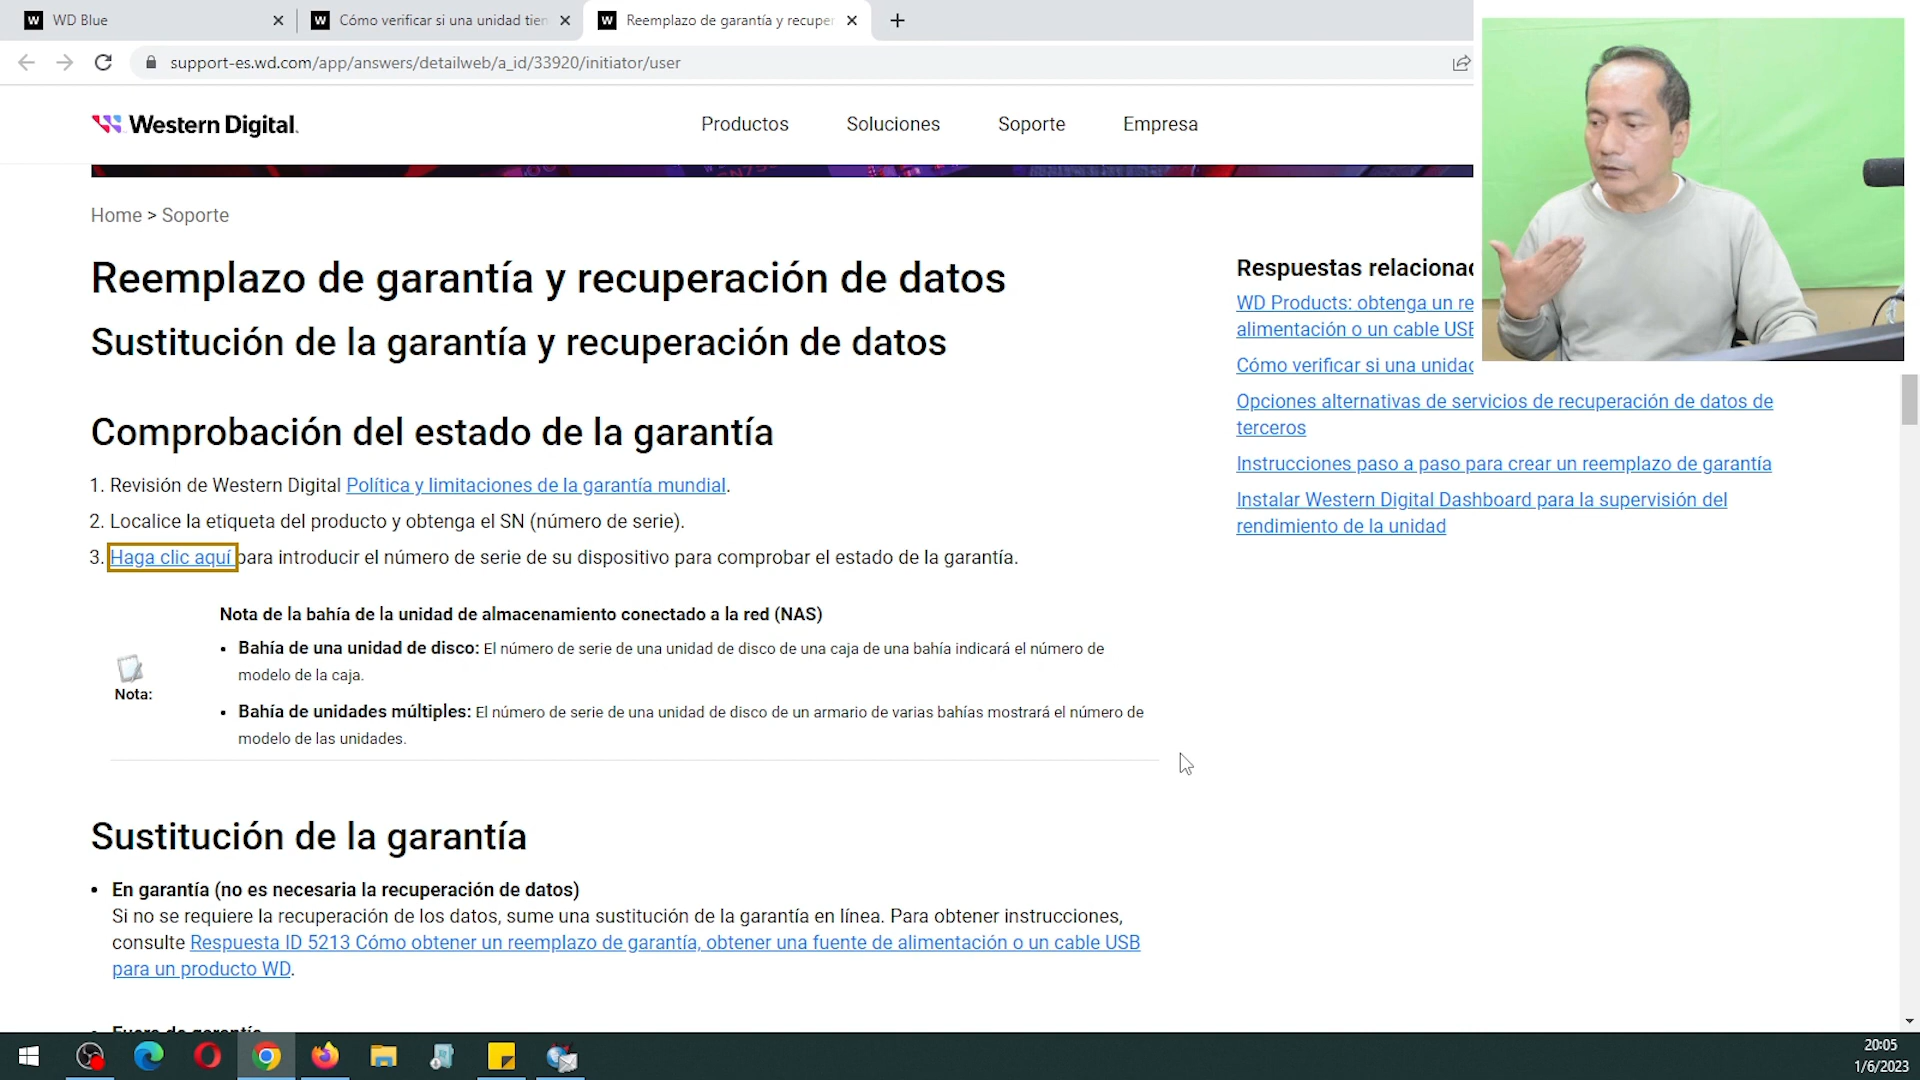 WD Blue
Cómo verificar si una unidad tien
Reemplazo de garantía y recuper
support-es.wd.com/app/answers/detailweb/a_id/33920/initiator/user
Western Digital.
Productos
Soluciones
Soporte
Empresa
Home > Soporte
Reemplazo de garantía y recuperación de datos
Sustitución de la garantía y recuperación de datos
Comprobación del estado de la garantía
1. Revisión de Western Digital Política y limitaciones de la garantía mundial.
2. Localice la etiqueta del producto y obtenga el SN (número de serie).
3. Haga clic aquí para introducir el número de serie de su dispositivo para comprobar el estado de la garantía.
Nota:
Nota de la bahía de la unidad de almacenamiento conectado a la red (NAS)
• Bahía de una unidad de disco: El número de serie de una unidad de disco de una caja de una bahía indicará el número de
modelo de la caja.
• Bahía de unidades múltiples: El número de serie de una unidad de disco de un armario de varias bahías mostrará el número de
modelo de las unidades.
Sustitución de la garantía
• En garantía (no es necesaria la recuperación de datos)
Si no se requiere la recuperación de los datos, sume una sustitución de la garantía en línea. Para obtener instrucciones,
consulte Respuesta ID 5213 Cómo obtener un reemplazo de garantía, obtener una fuente de alimentación o un cable USB
para un producto WD.
• Fuera de garantía
Respuestas relacionad
WD Products: obtenga un re
alimentación o un cable USB
Cómo verificar si una unidad
Opciones alternativas de servicios de recuperación de datos de
terceros
Instrucciones paso a paso para crear un reemplazo de garantía
Instalar Western Digital Dashboard para la supervisión del
rendimiento de la unidad
20:05
1/6/2023